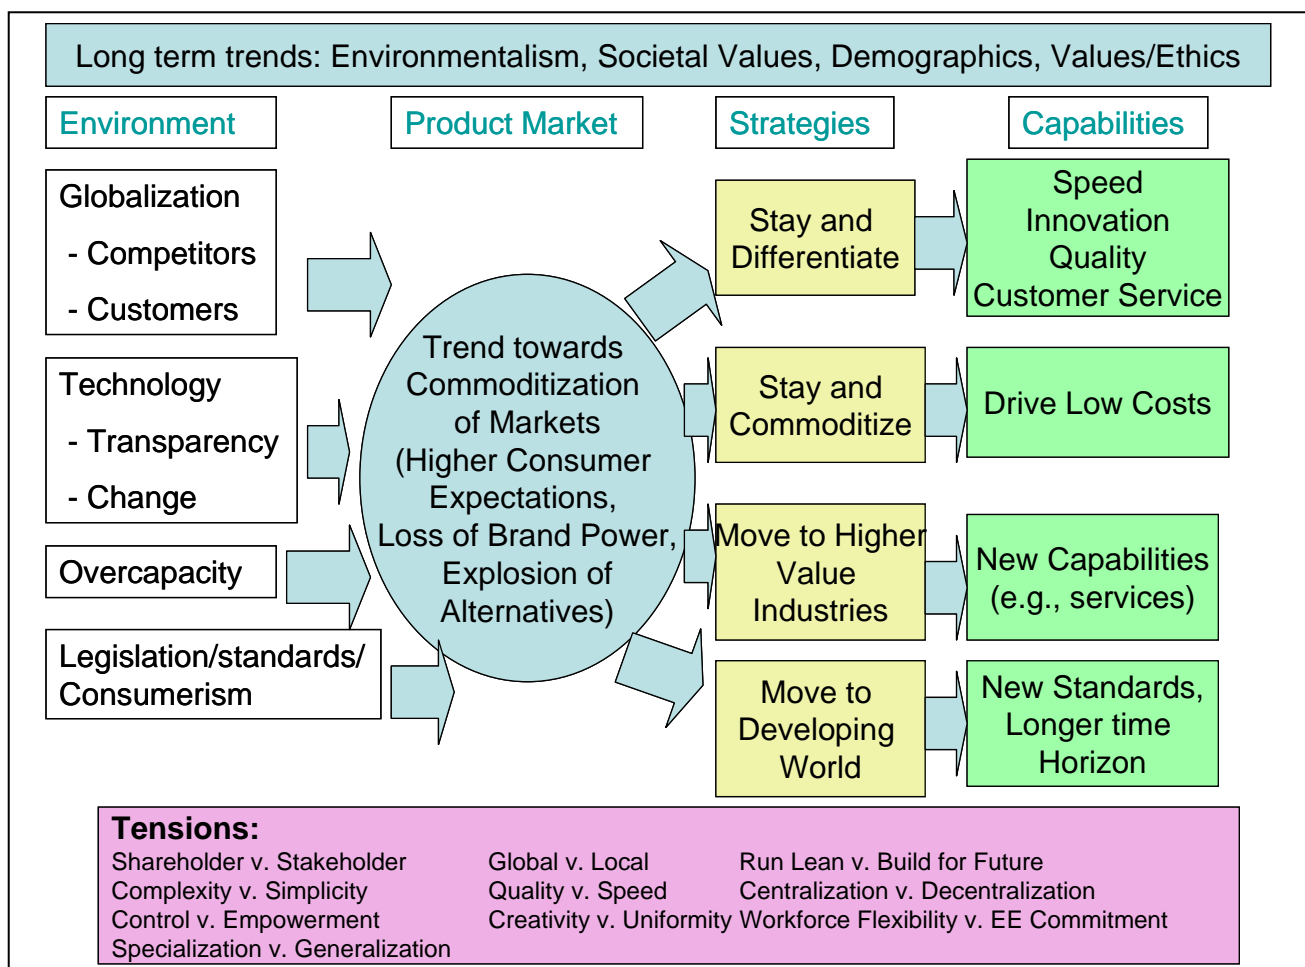 Long term trends: Environmentalism, Societal Values, Demographics, Values/Ethics
Environment
Product Market
Strategies
Capabilities
Globalization
- Competitors
- Customers
Technology
- Transparency
- Change
Overcapacity
Legislation/standards/
Consumerism
Trend towards
Commoditization
of Markets
(Higher Consumer
Expectations,
Loss of Brand Power,
Explosion of
Alternatives)
Stay and
Differentiate
Speed
Innovation
Quality
Customer Service
Stay and
Commoditize
Drive Low Costs
Move to Higher
Value
Industries
New Capabilities
(e.g., services)
Move to
Developing
World
New Standards,
Longer time
Horizon
Tensions:
Shareholder v. Stakeholder
Global v. Local
Run Lean v. Build for Future
Complexity v. Simplicity
Quality v. Speed
Centralization v. Decentralization
Control v. Empowerment
Creativity v. Uniformity
Workforce Flexibility v. EE Commitment
Specialization v. Generalization